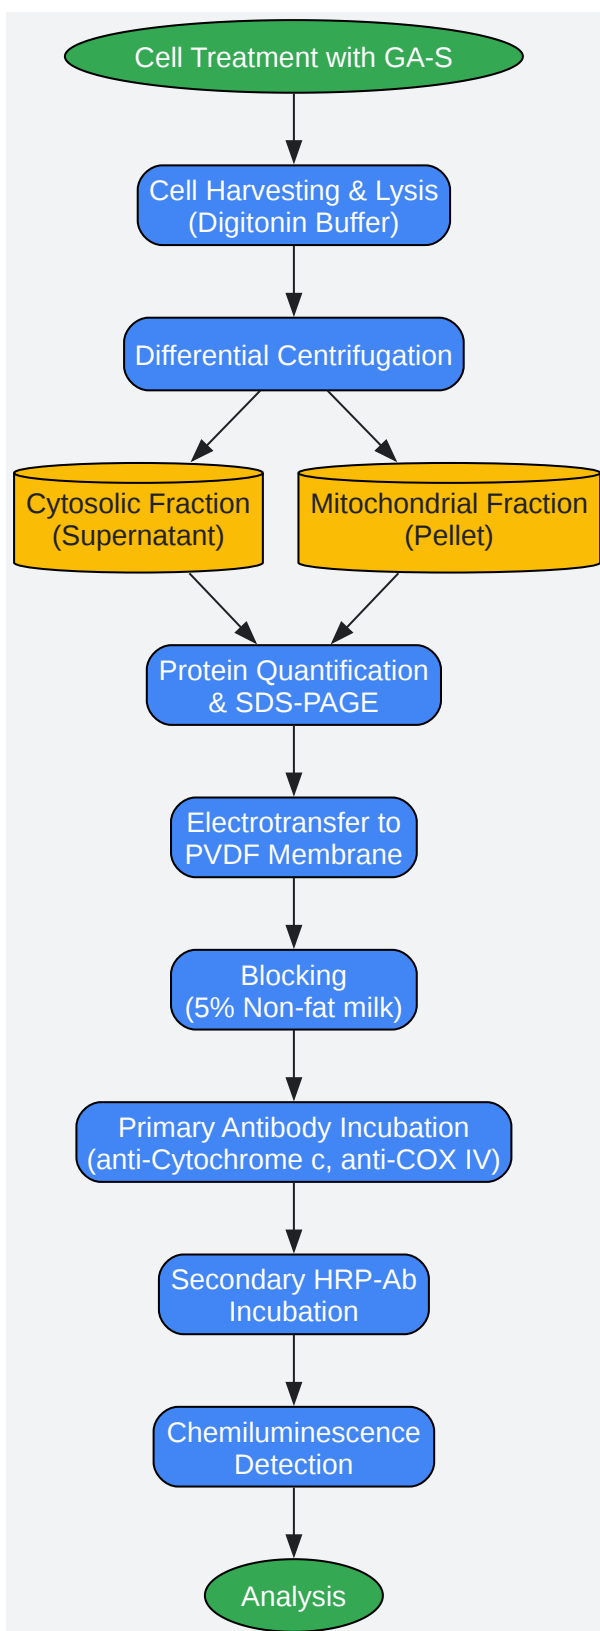 Cell Treatment with GA-S
Cell Harvesting & Lysis
(Digitonin Buffer)
Differential Centrifugation
Cytosolic Fraction
(Supernatant)
Mitochondrial Fraction
(Pellet)
Protein Quantification
& SDS-PAGE
Electrotransfer to
PVDF Membrane
Blocking
(5% Non-fat milk)
Primary Antibody Incubation
(anti-Cytochrome c, anti-COX IV)
Secondary HRP-Ab
Incubation
Chemiluminescence
Detection
Analysis